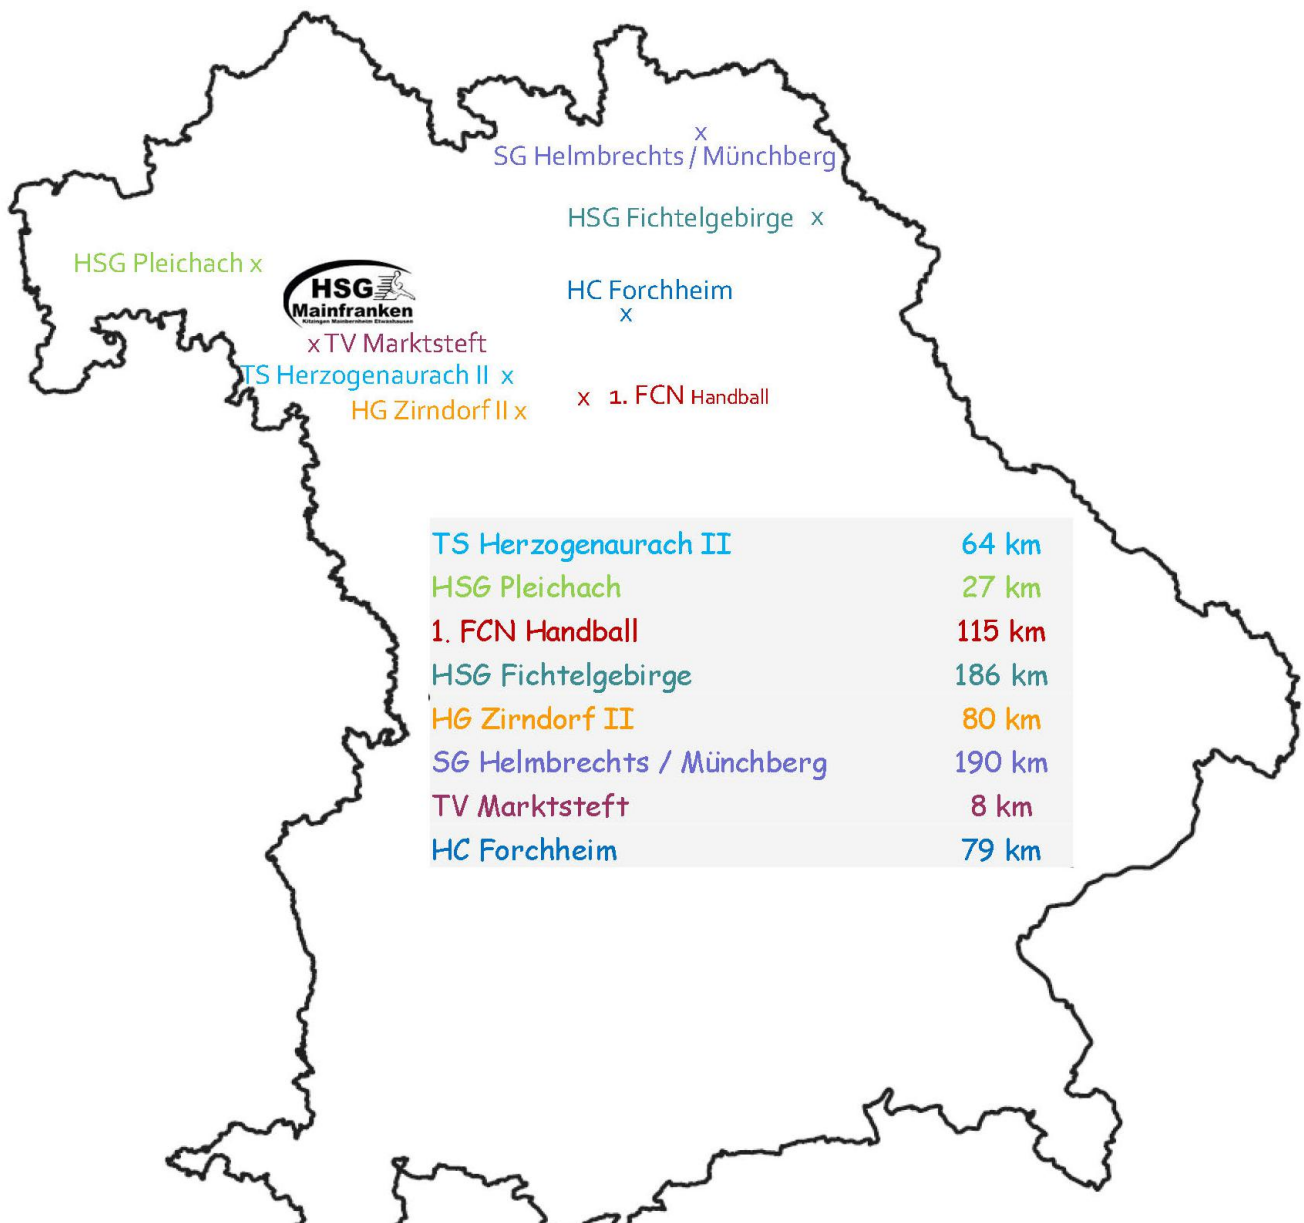 x
SG Helmbrechts / Münchberg
HSG Fichtelgebirge x
HSG Pleichach x
HSG
Mainfranken
Kitzingen Mainbernheim Etwashausen
HC Forchheim
x
x TV Marktsteft
TS Herzogenaurach II x
x 1. FCN Handball
HG Zirndorf II x
TS Herzogenaurach II 64 km
HSG Pleichach 27 km
1. FCN Handball 115 km
HSG Fichtelgebirge 186 km
HG Zirndorf II 80 km
SG Helmbrechts / Münchberg 190 km
TV Marktsteft 8 km
HC Forchheim 79 km